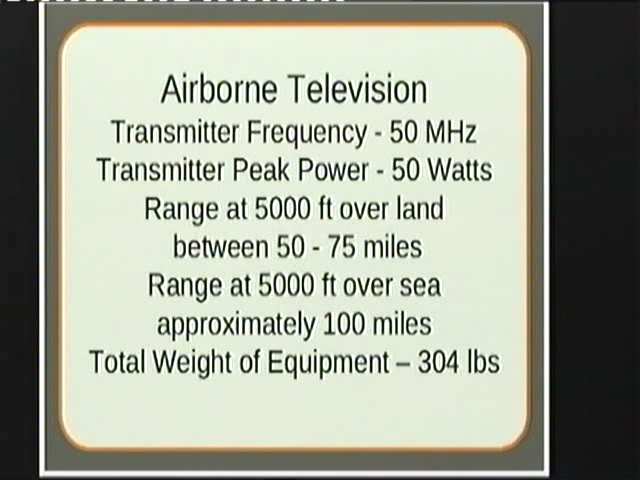 Airborne Television
Transmitter Frequency - 50 MHz
Transmitter Peak Power - 50 Watts
Range at 5000 ft over land
between 50 - 75 miles
Range at 5000 ft over sea
approximately 100 miles
Total Weight of Equipment – 304 lbs